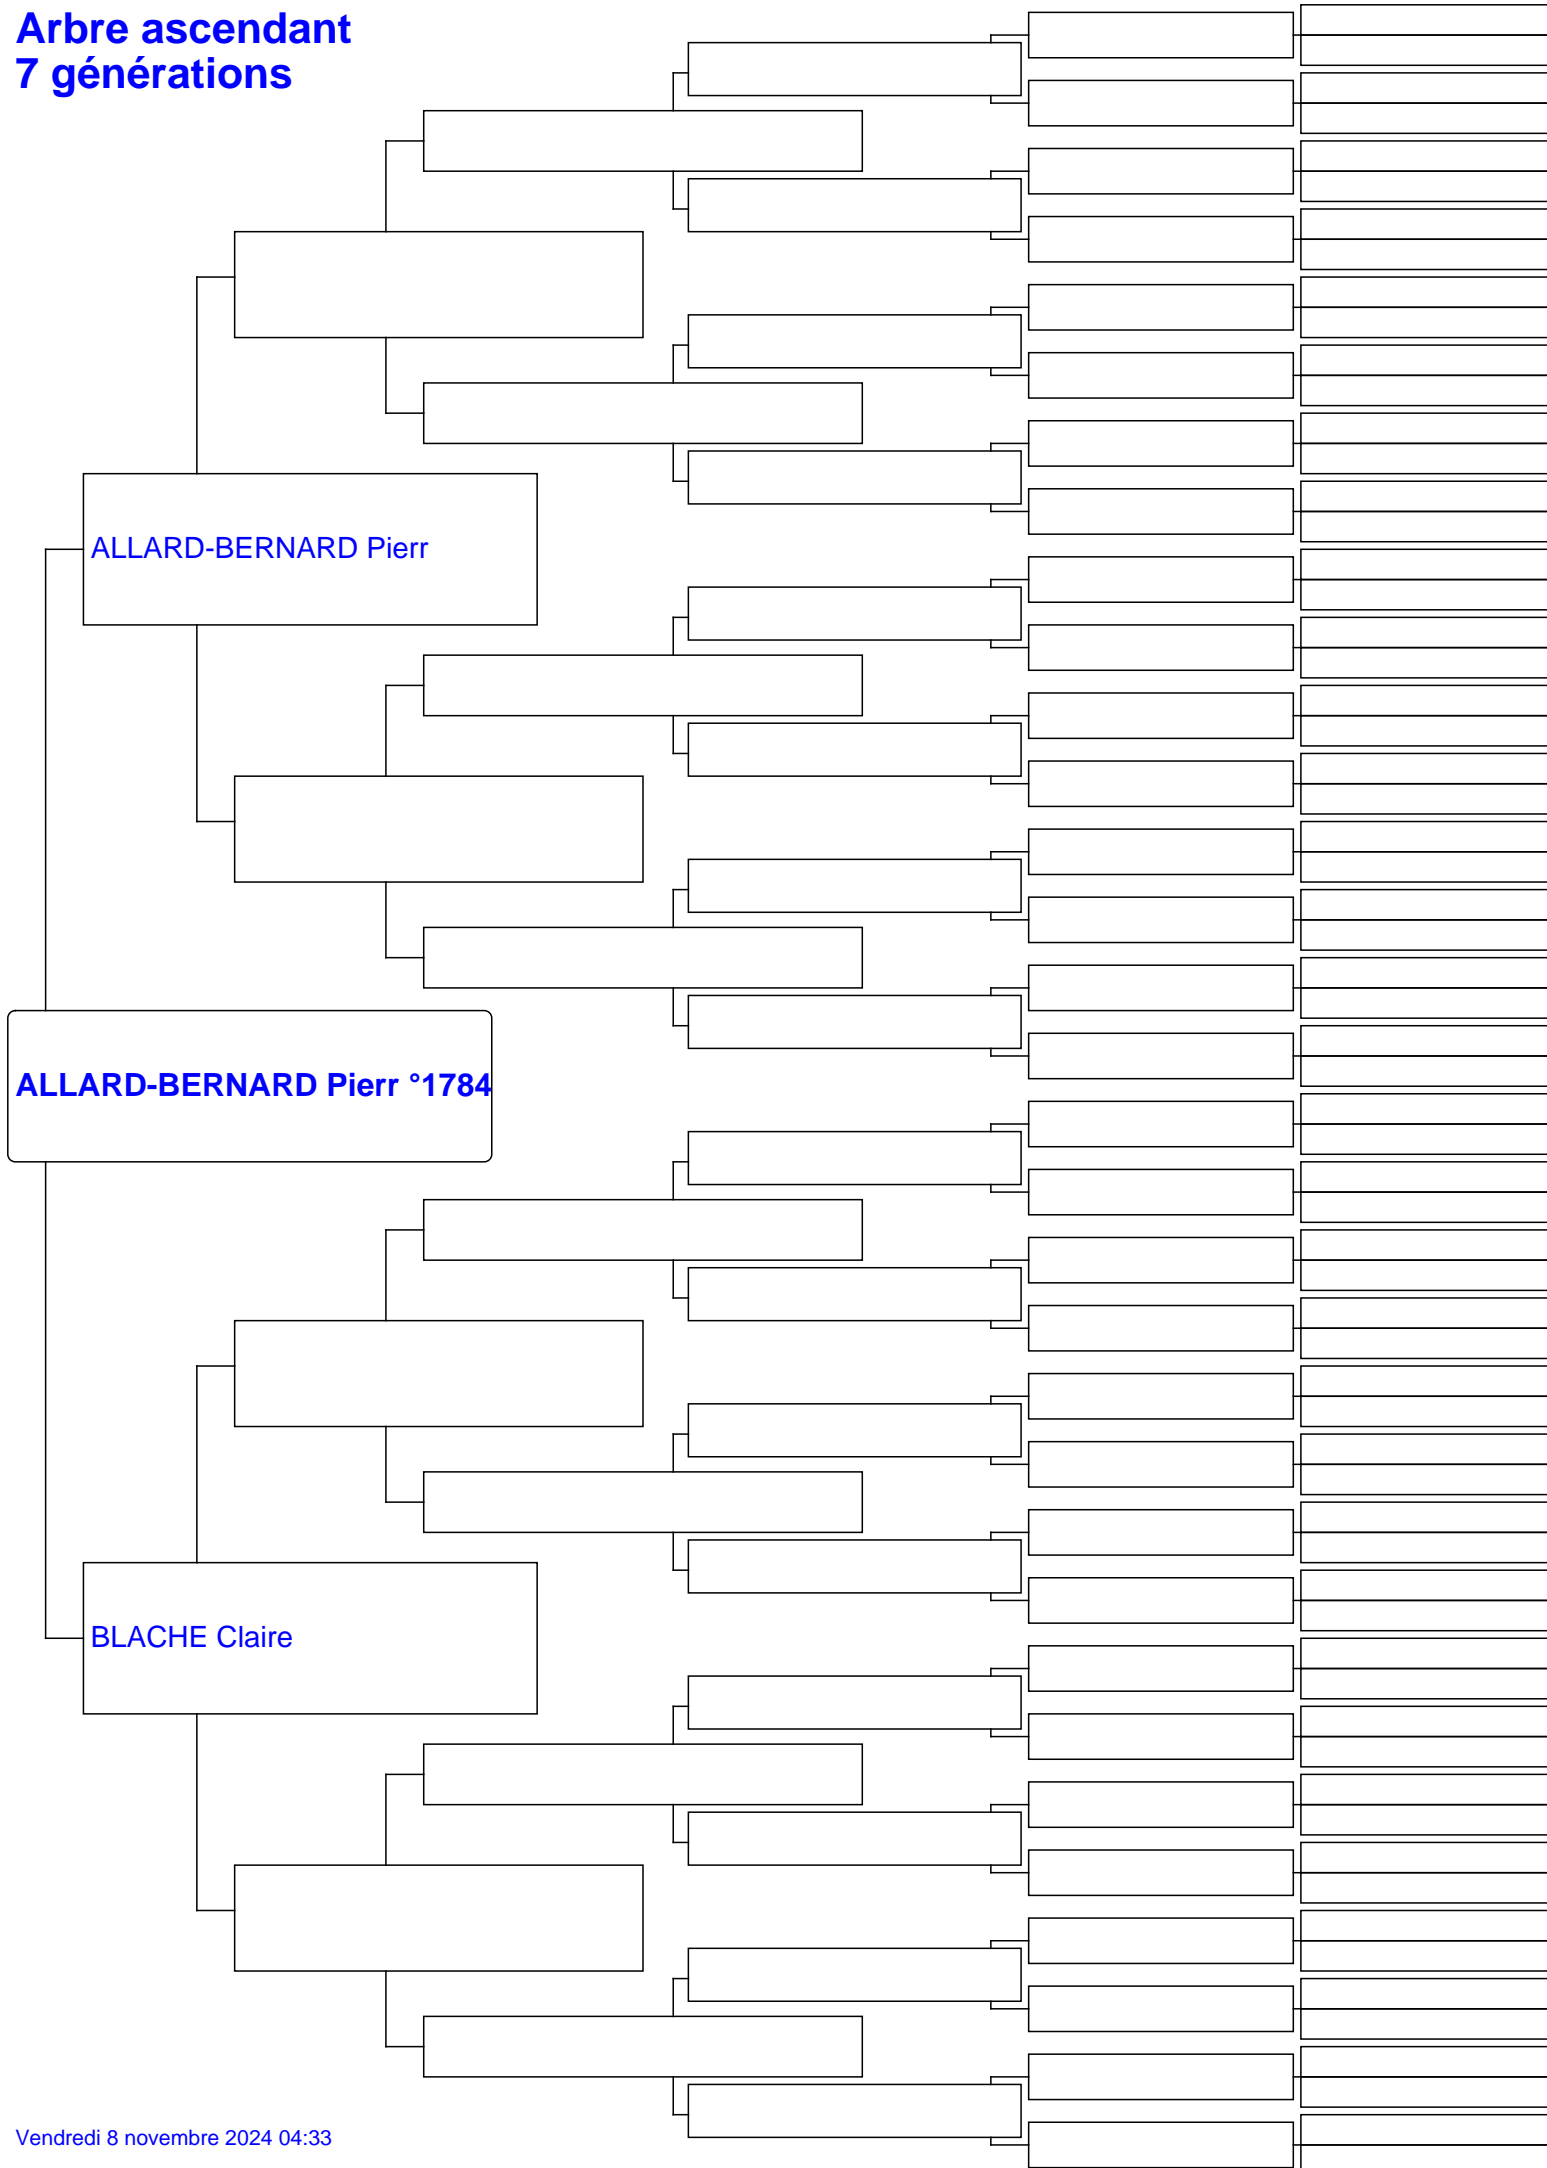 Arbre ascendant
7 générations
ALLARD-BERNARD Pierr
ALLARD-BERNARD Pierr °1784
BLACHE Claire
Vendredi 8 novembre 2024 04:33